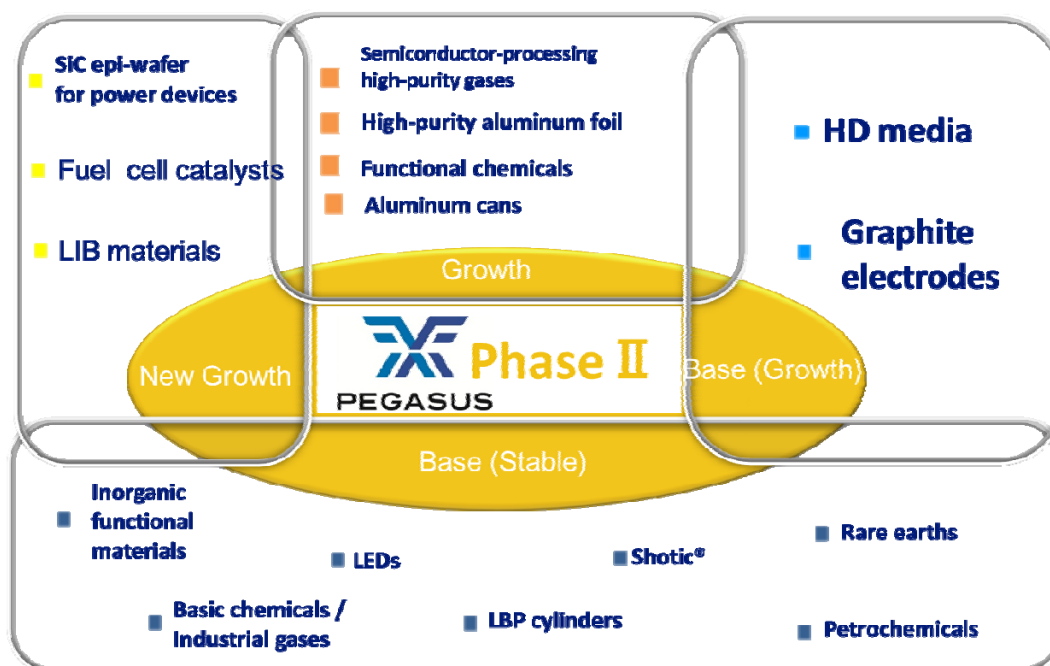 SiC epi-wafer
for power devices
Fuel cell catalysts
LIB materials
Semiconductor-processing
high-purity gases
High-purity aluminum foil
Functional chemicals
Aluminum cans
HD media
Graphite
electrodes
Growth
New Growth
PEGASUS
Phase Ⅱ
Base (Growth)
Base (Stable)
Inorganic
functional
materials
LEDs
Shotic®
Rare earths
Basic chemicals /
Industrial gases
LBP cylinders
Petrochemicals